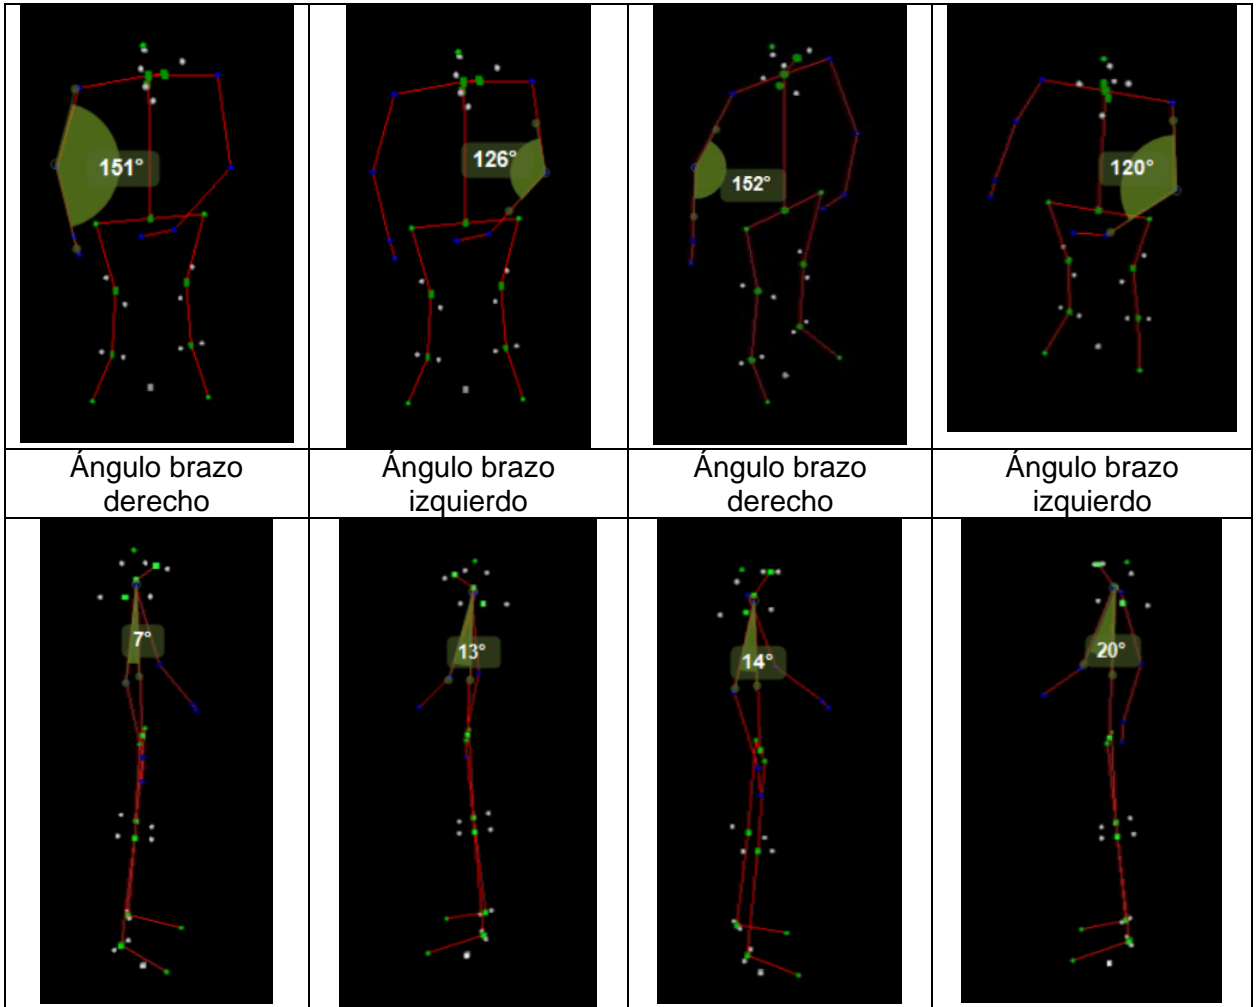 151°
126°
152°
120°
Ángulo brazo
derecho
Ángulo brazo
izquierdo
Ángulo brazo
derecho
Ángulo brazo
izquierdo
7°
13°
14°
20°